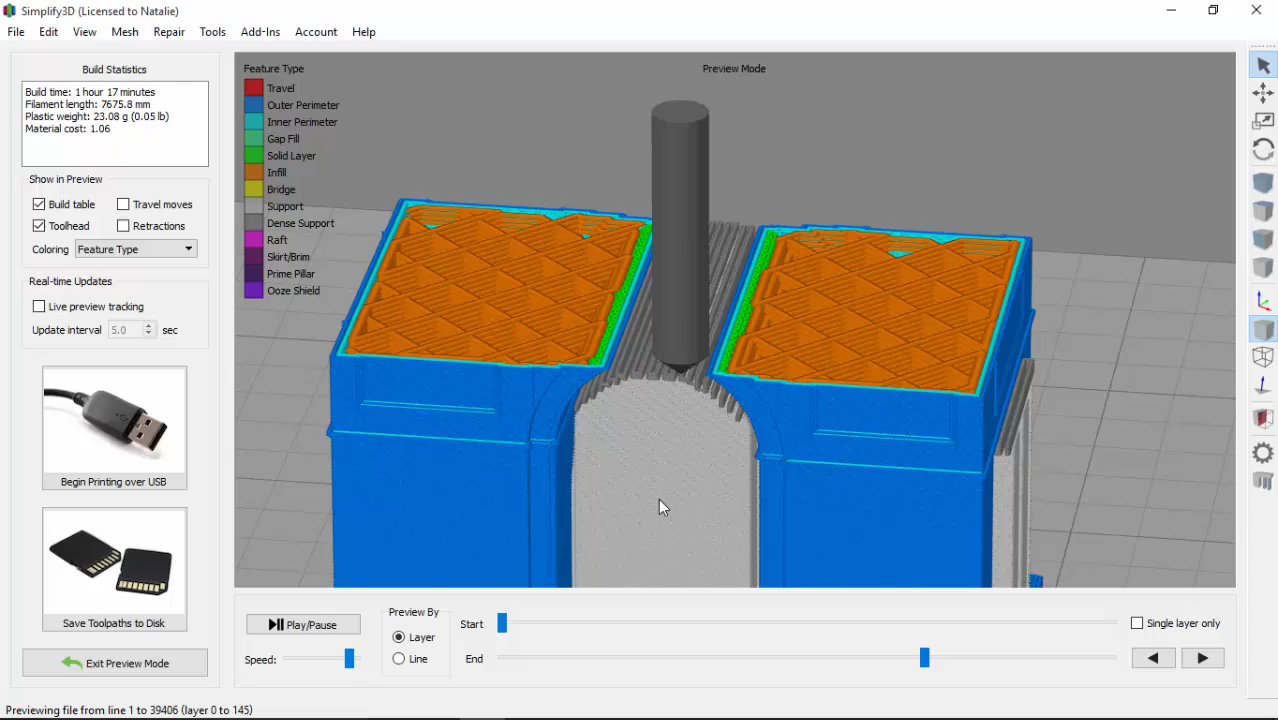 Simplify3D (Licensed to Natalie)
File Edit View Mesh Repair Tools Add-Ins Account Help
Build Statistics
Build time: 1 hour 17 minutes
Filament length: 7675.8 mm
Plastic weight: 23.08 g (0.05 lb)
Material cost: 1.06
Show in Preview
Build table Travel moves
Toolhead Retractions
Coloring Feature Type
Real-time Updates
Live preview tracking
Update interval 5.0 sec
Begin Printing over USB
Save Toolpaths to Disk
Exit Preview Mode
Feature Type
Travel
Outer Perimeter
Inner Perimeter
Gap Fill
Solid Layer
Infill
Bridge
Support
Dense Support
Raft
Skirt/Brim
Prime Pillar
Ooze Shield
Preview Mode
Play/Pause
Speed:
Preview By
Layer
Line
Start
End
Single layer only
Previewing file from line 1 to 39406 (layer 0 to 145)